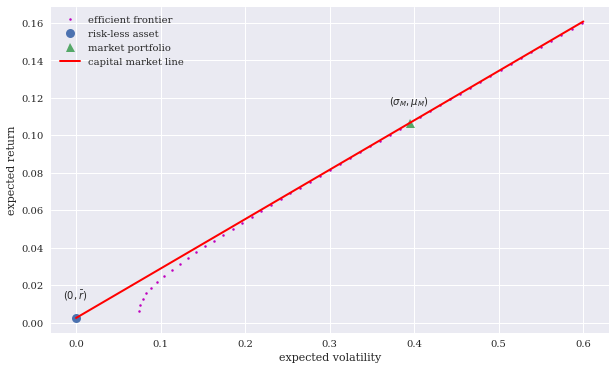 efficient frontier
risk-less asset
market portfolio
capital market line
0.16
0.14
0.12
0.10
0.08
0.06
0.04
0.02
0.00
expected return
(σ_M, μ_M)
(0, r̄)
0.0 0.1 0.2 0.3 0.4 0.5 0.6
expected volatility